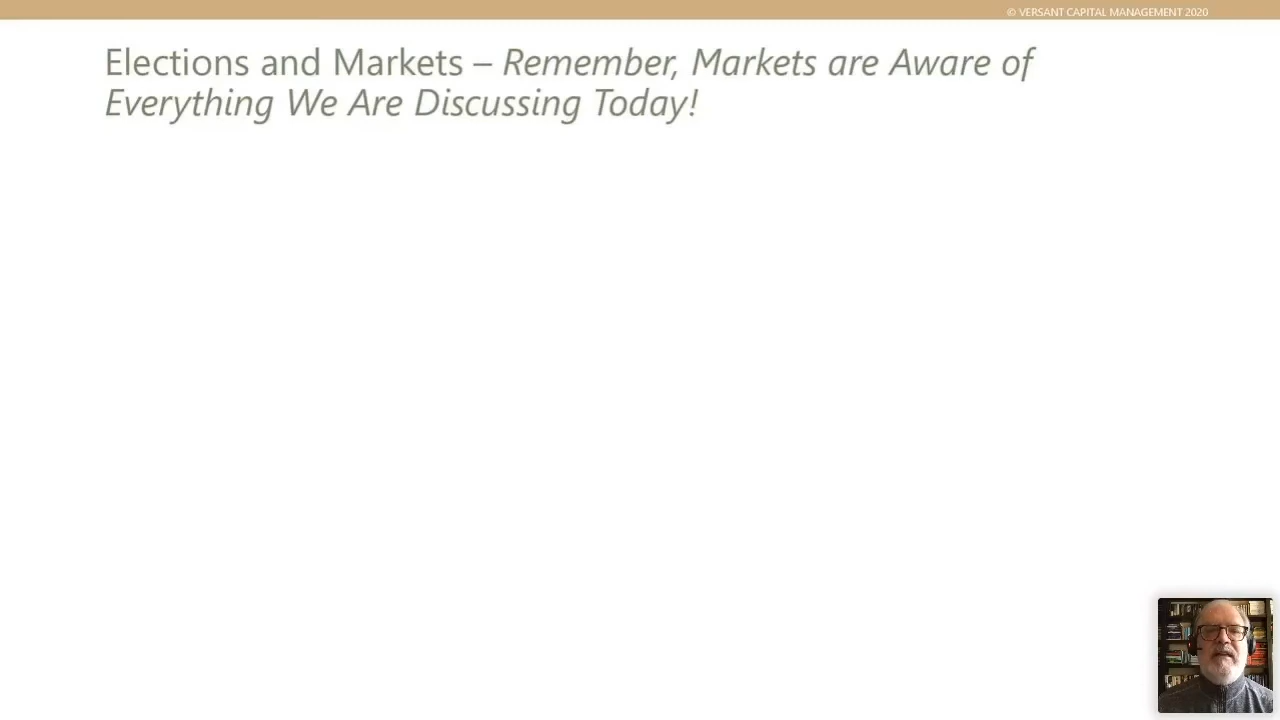 © VERSANT CAPITAL MANAGEMENT 2020
Elections and Markets – Remember, Markets are Aware of
Everything We Are Discussing Today!